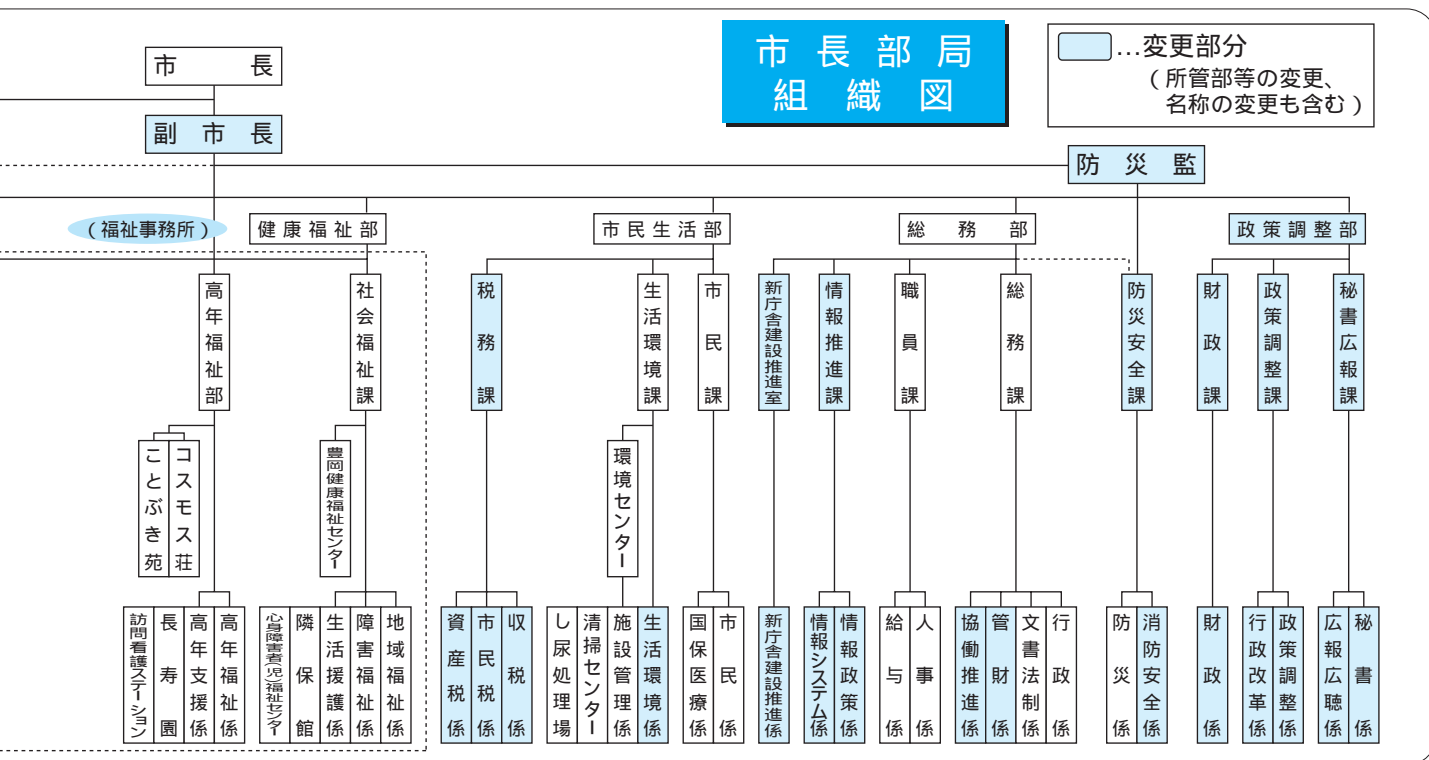 市長
市長部局
組織図
…変更部分
(所管部等の変更、
名称の変更も含む)
副市長
防災監
(福祉事務所)
健康福祉部
市民生活部
総務部
政策調整部
高年福祉部
社会福祉課
税務課
生活環境課
市民課
新庁舎建設推進室
情報推進課
職員課
総務課
防災安全課
財政課
政策調整課
秘書広報課
ことぶき苑
コスモス荘
豊岡健康福祉センター
環境センター
訪問看護ステーション
長寿園
高年支援係
高年福祉係
心身障害者(児)福祉センター
隣保館
生活援護係
障害福祉係
地域福祉係
資産税係
市民税係
収税係
し尿処理場
清掃センター
施設管理係
生活環境係
国保医療係
市民係
新庁舎建設推進係
情報システム係
情報政策係
給与係
人事係
協働推進係
管財係
文書法制係
行政係
防災係
消防安全係
財政係
行政改革係
政策調整係
広報広聴係
秘書係